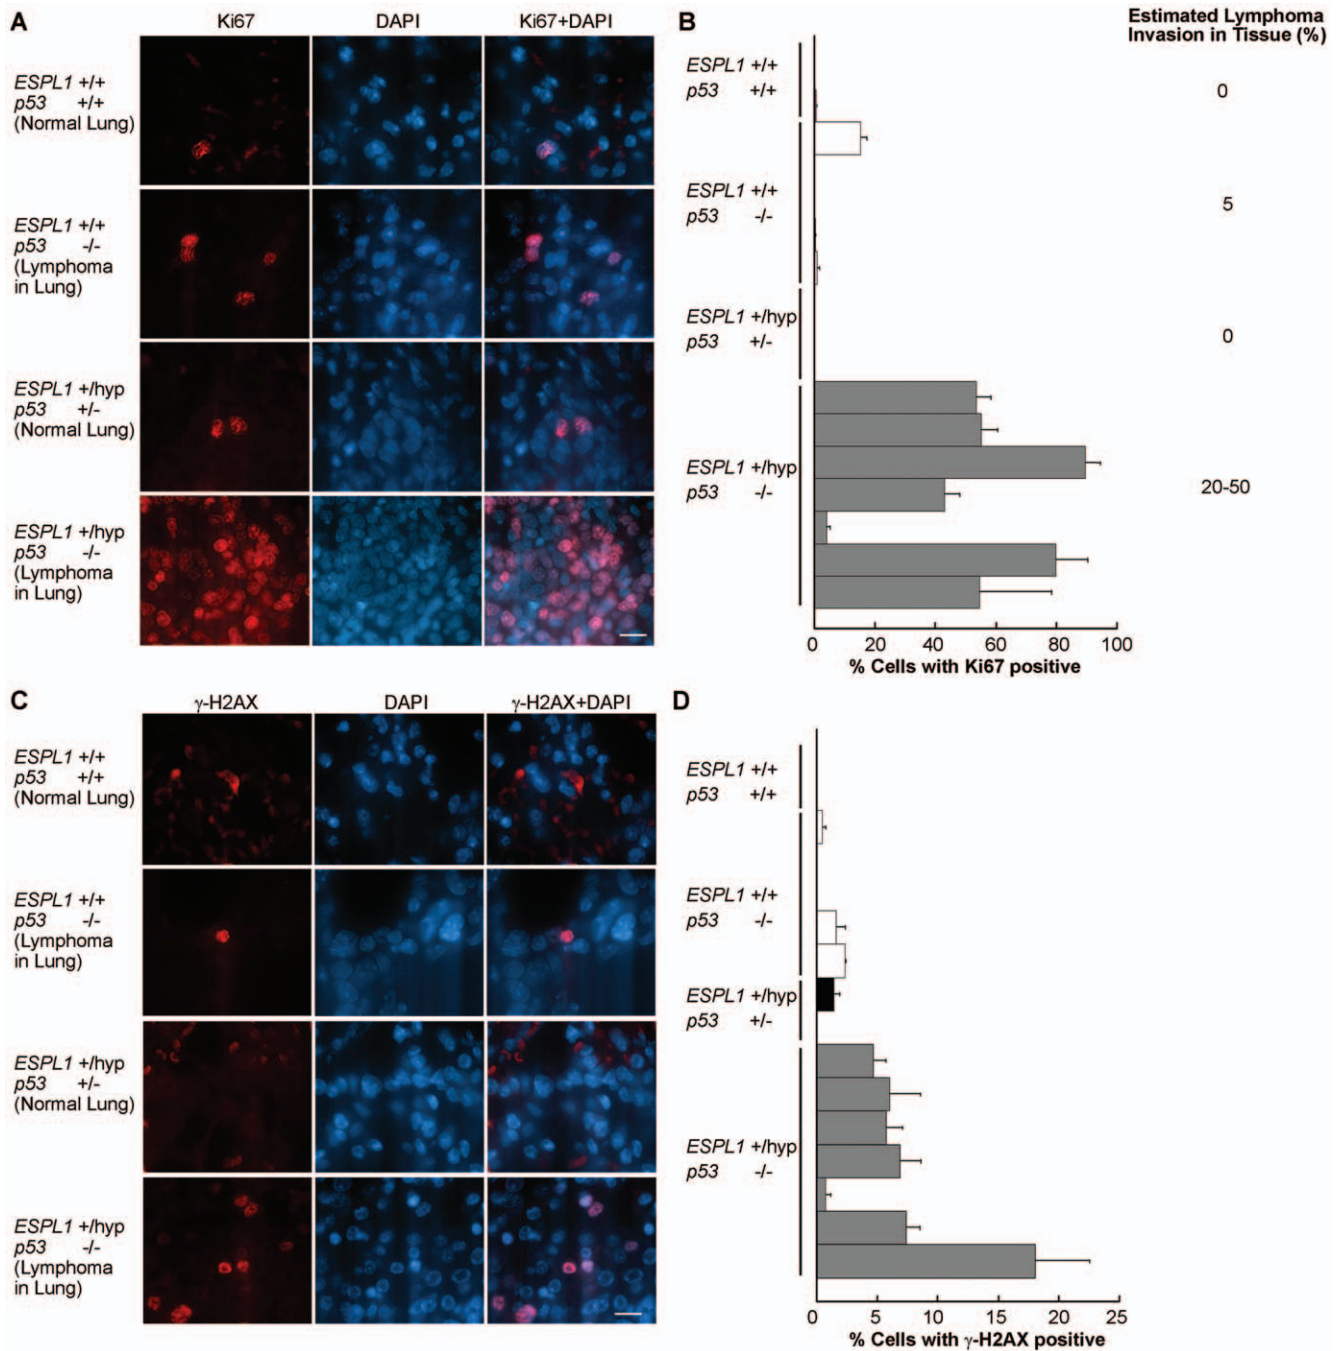 A
Ki67 DAPI Ki67+DAPI
ESPL1 +/+
p53 +/+
(Normal Lung)
ESPL1 +/+
p53 -/-
(Lymphoma
in Lung)
ESPL1 +/hyp
p53 +/-
(Normal Lung)
ESPL1 +/hyp
p53 -/-
(Lymphoma
in Lung)
B
Estimated Lymphoma
Invasion in Tissue (%)
ESPL1 +/+
p53 +/+
0
ESPL1 +/+
p53 -/-
5
ESPL1 +/hyp
p53 +/-
0
ESPL1 +/hyp
p53 -/-
20-50
0 20 40 60 80 100
% Cells with Ki67 positive
C
γ-H2AX DAPI γ-H2AX+DAPI
ESPL1 +/+
p53 +/+
(Normal Lung)
ESPL1 +/+
p53 -/-
(Lymphoma
in Lung)
ESPL1 +/hyp
p53 +/-
(Normal Lung)
ESPL1 +/hyp
p53 -/-
(Lymphoma
in Lung)
D
ESPL1 +/+
p53 +/+
ESPL1 +/+
p53 -/-
ESPL1 +/hyp
p53 +/-
ESPL1 +/hyp
p53 -/-
0 5 10 15 20 25
% Cells with γ-H2AX positive